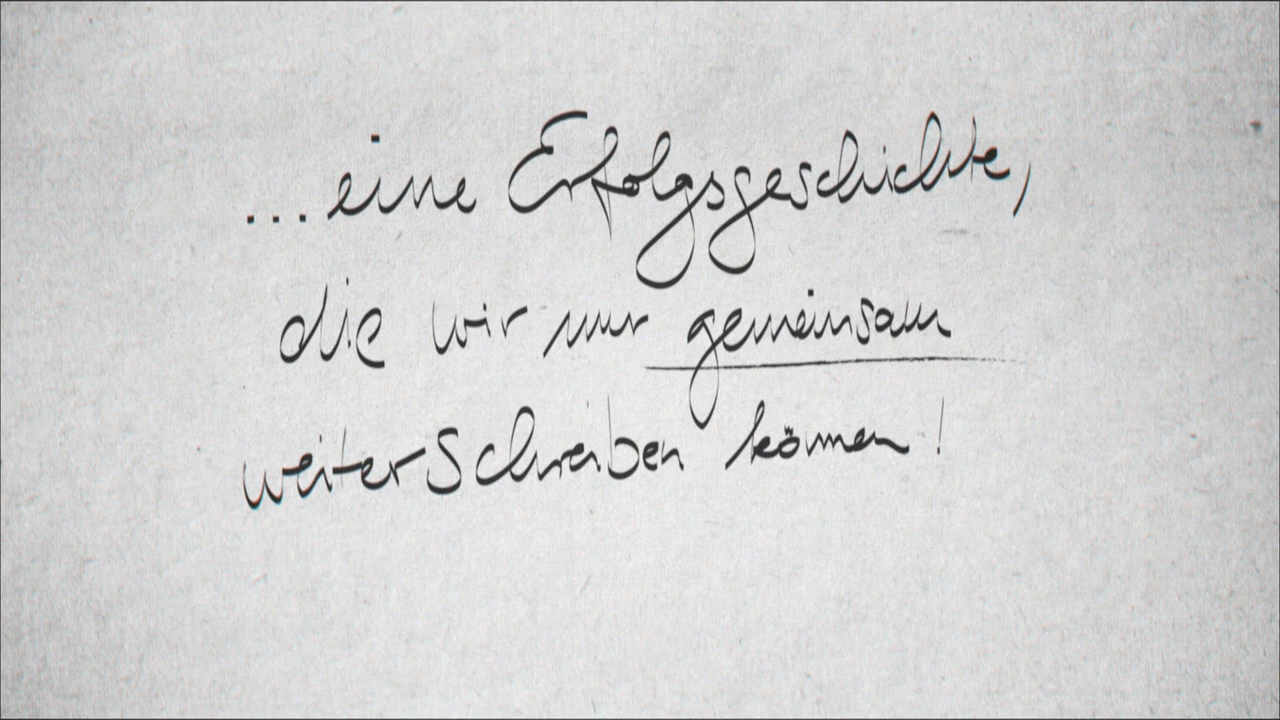 ...eine Erfolgsgeschichte,
die wir nur gemeinsam
weiterschreiben können!